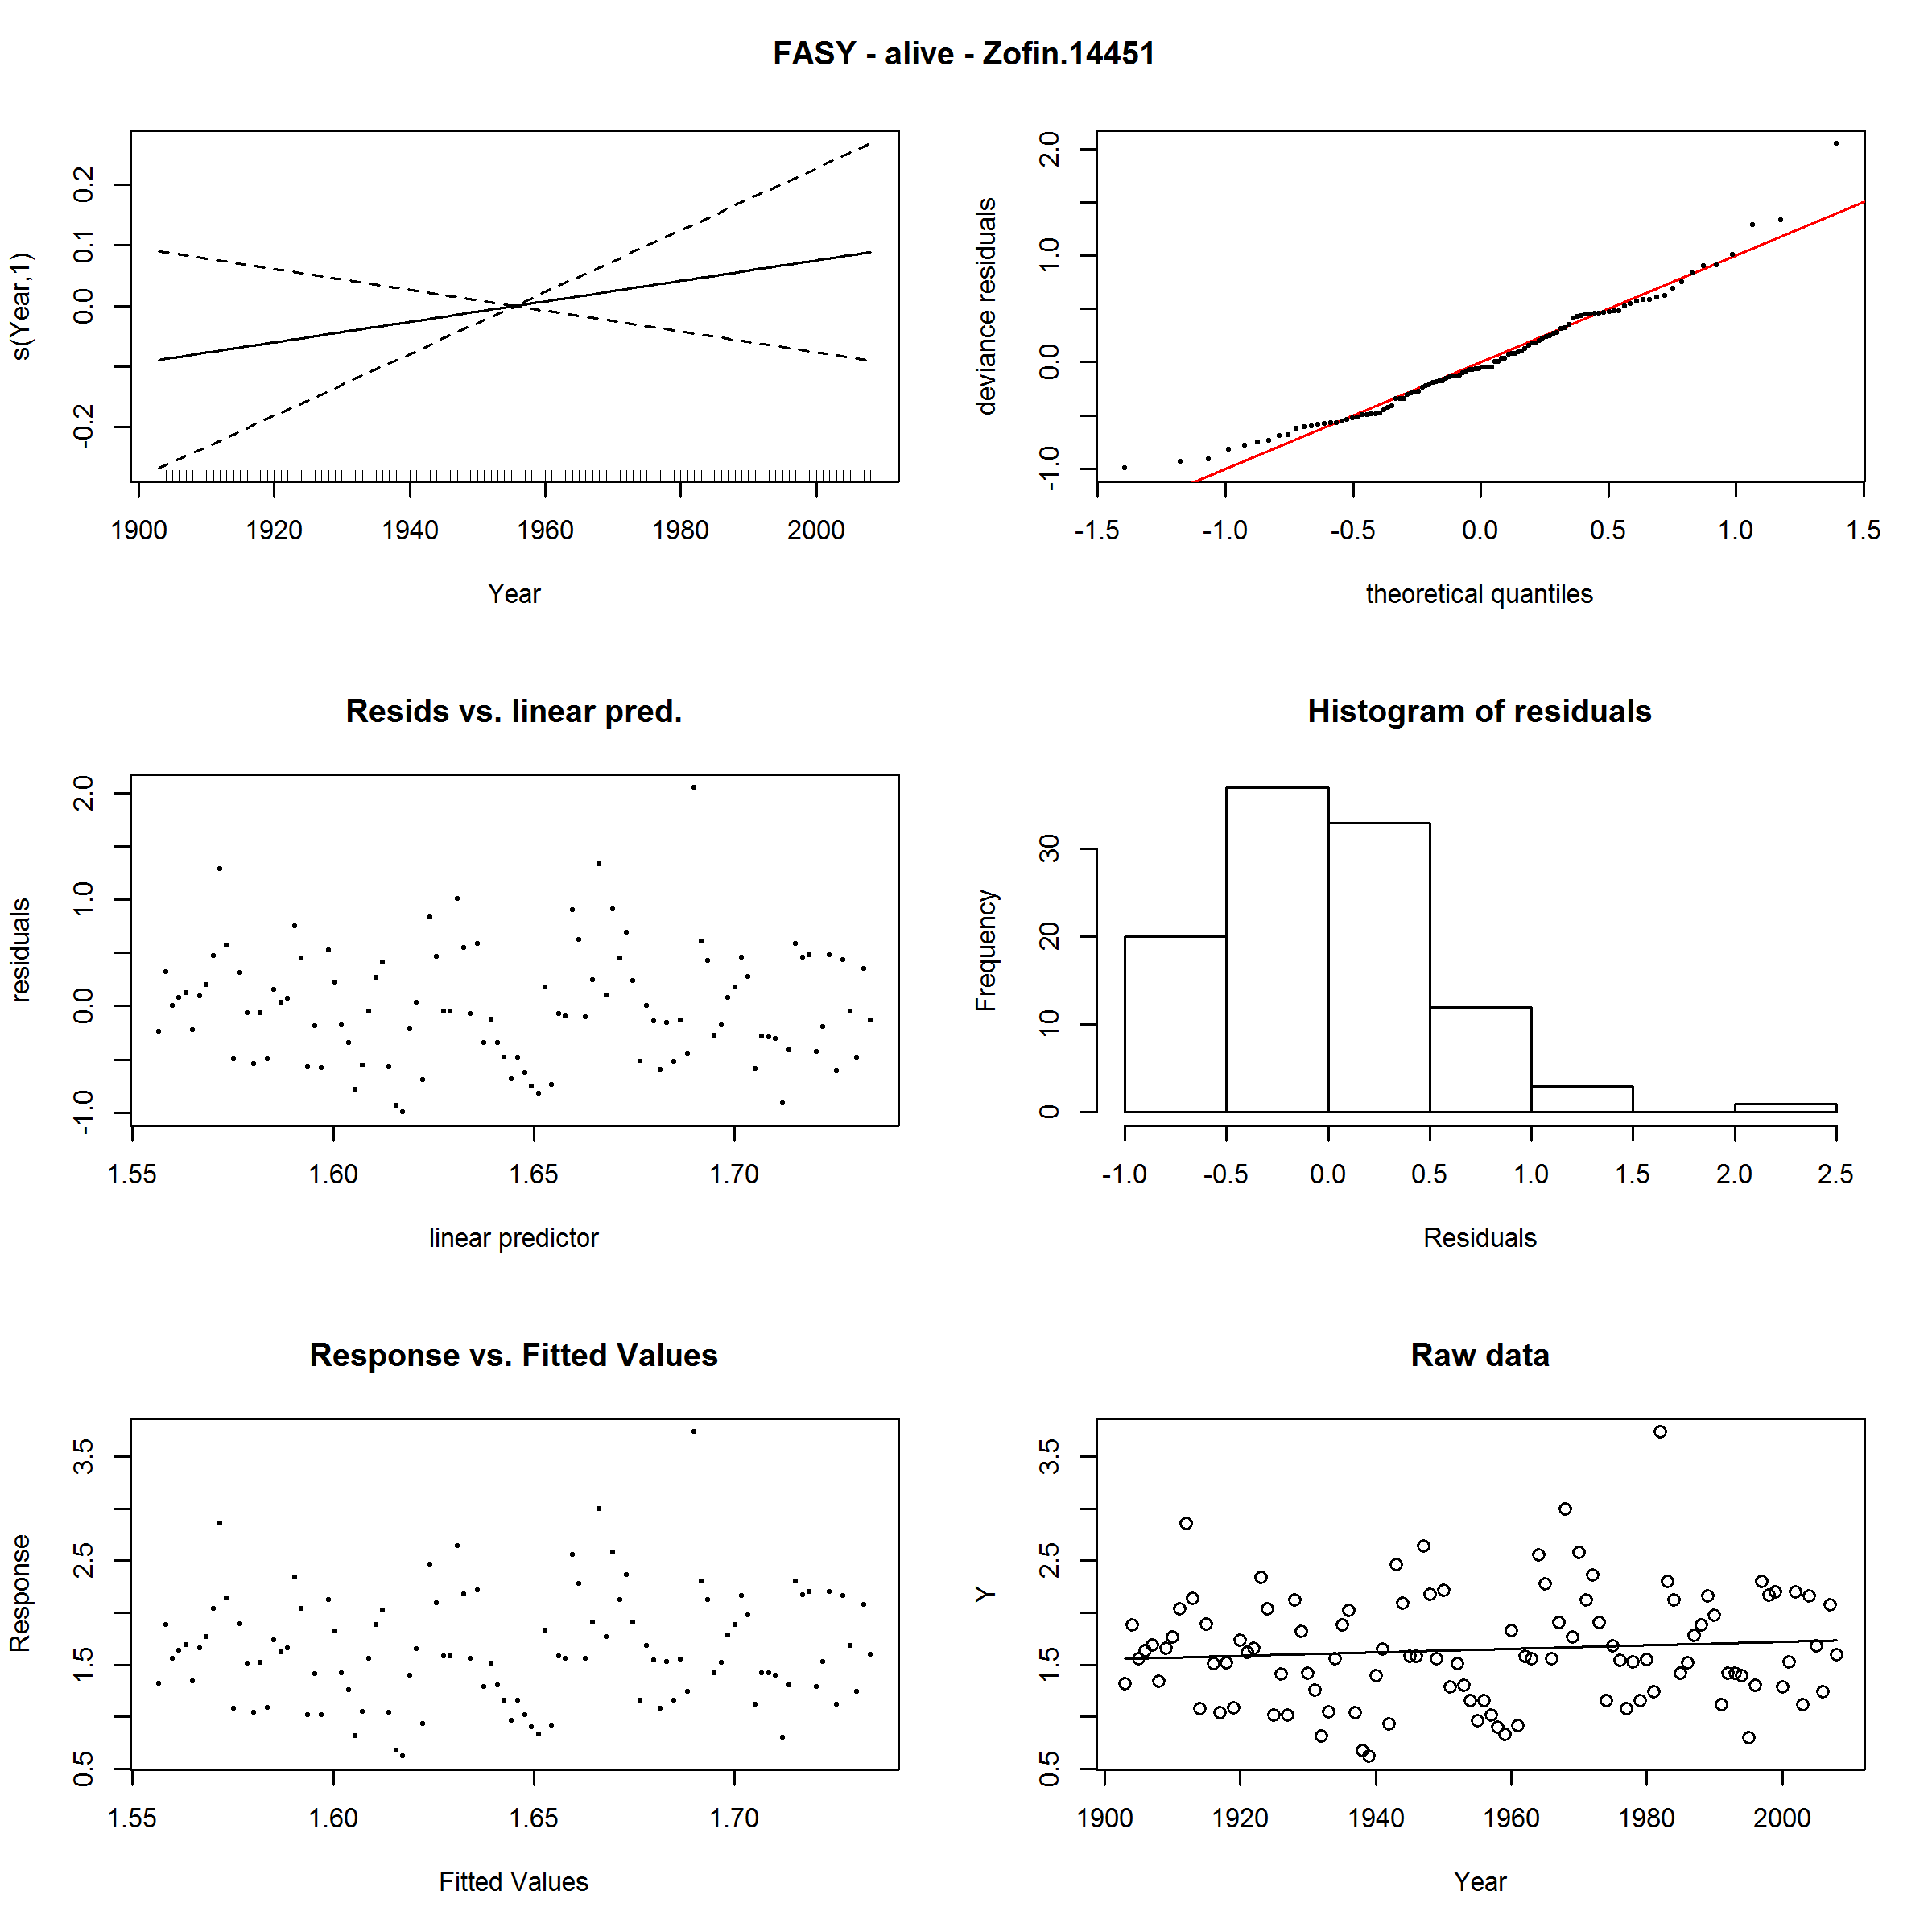 FASY - alive - Zofin.14451
s(Year,1)
-0.2 0.0 0.1 0.2
1900 1920 1940 1960 1980 2000
Year
deviance residuals
-1.0 0.0 1.0 2.0
-1.5 -1.0 -0.5 0.0 0.5 1.0 1.5
theoretical quantiles
Resids vs. linear pred.
residuals
-1.0 0.0 1.0 2.0
1.55 1.60 1.65 1.70
linear predictor
Histogram of residuals
Frequency
0 10 20 30
-1.0 -0.5 0.0 0.5 1.0 1.5 2.0 2.5
Residuals
Response vs. Fitted Values
Response
0.5 1.5 2.5 3.5
1.55 1.60 1.65 1.70
Fitted Values
Raw data
Y
0.5 1.5 2.5 3.5
1900 1920 1940 1960 1980 2000
Year